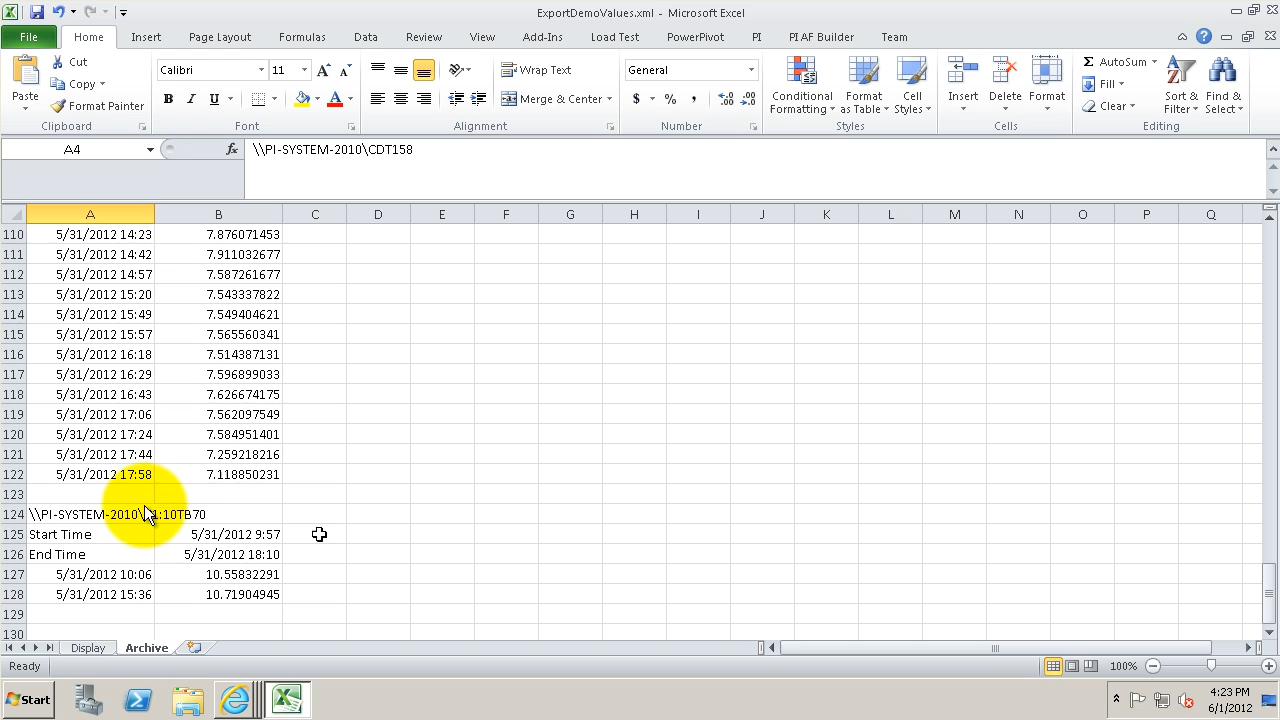 ExportDemoValues.xml - Microsoft Excel
File Home Insert Page Layout Formulas Data Review View Add-Ins Load Test PowerPivot PI PI AF Builder Team
Paste
Cut
Copy
Format Painter
Clipboard
Calibri 11
B I U
Font
Wrap Text
Merge & Center
Alignment
General
$ % ,
Number
Conditional Formatting
Format as Table
Cell Styles
Styles
Insert Delete Format
Cells
Σ AutoSum
Fill
Clear
Sort & Filter
Find & Select
Editing
A4 fx \\PI-SYSTEM-2010\CDT158
A B C D E F G H I J K L M N O P Q
110 5/31/2012 14:23 7.876071453
111 5/31/2012 14:42 7.911032677
112 5/31/2012 14:57 7.587261677
113 5/31/2012 15:20 7.543337822
114 5/31/2012 15:49 7.549404621
115 5/31/2012 15:57 7.565560341
116 5/31/2012 16:18 7.514387131
117 5/31/2012 16:29 7.596899033
118 5/31/2012 16:43 7.626674175
119 5/31/2012 17:06 7.562097549
120 5/31/2012 17:24 7.584951401
121 5/31/2012 17:44 7.259218216
122 5/31/2012 17:58 7.118850231
123
124
125 Start Time 5/31/2012 9:57
126 End Time 5/31/2012 18:10
127 5/31/2012 10:06 10.55832291
128 5/31/2012 15:36 10.71904945
129
130
Display Archive
Ready 100%
Start
4:23 PM
6/1/2012